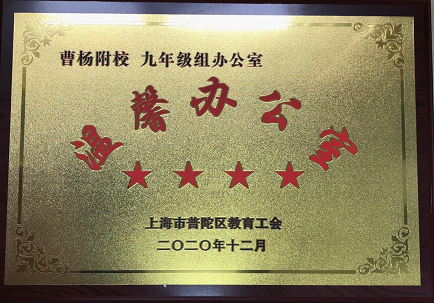 曹杨附校 九年级组办公室
温馨办公室
★★★★
上海市普陀区教育工会
二〇二〇年十二月